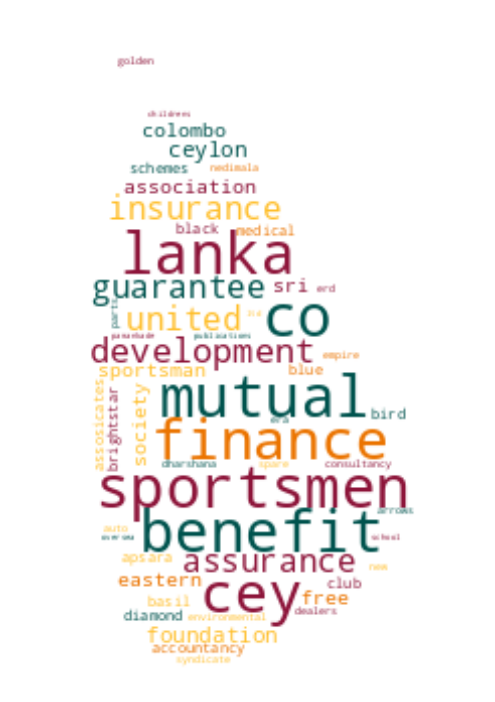 golden
childrens
colombo
ceylon
schemes nedimala
association
insurance
black medical
lanka
guarantee sri erd
parts united co
publications
development empire
sportsman blue
assosicates brightstar society mutual bird
era
finance
dharshana spare consultancy
sportsmen
arrows
benefit
auto
oversea school
apsara assurance new
eastern cey club
basil free
diamond environmental dealers
foundation
accountancy
syndicate